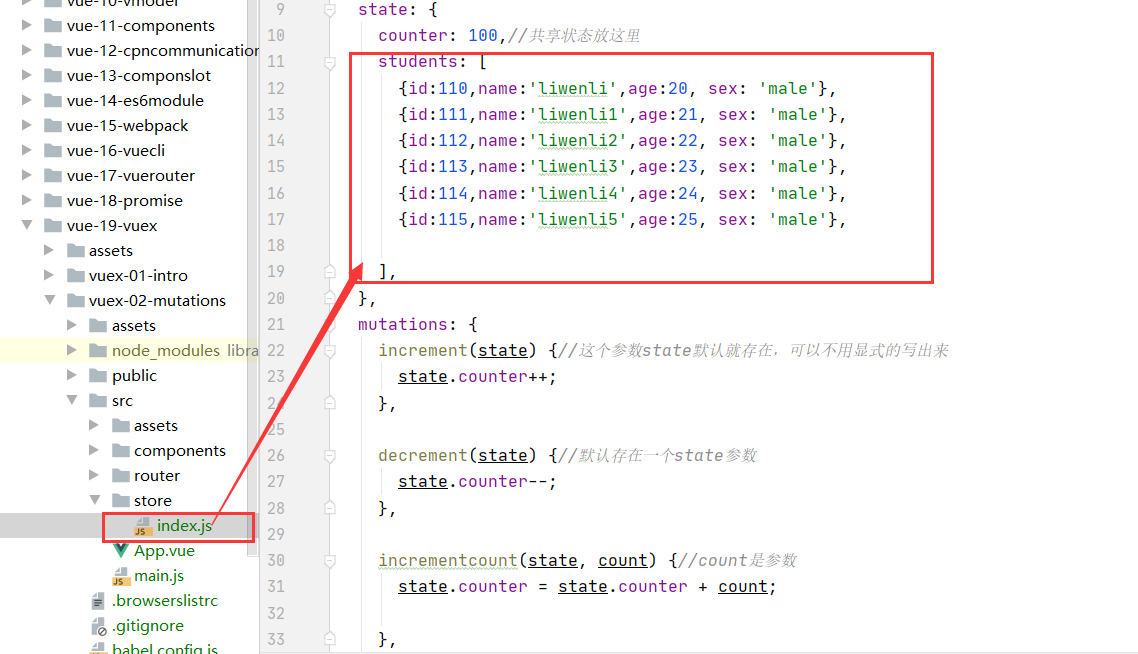 vue-10-vmodel
vue-11-components
vue-12-cpncommunication
vue-13-componslot
vue-14-es6module
vue-15-webpack
vue-16-vuecli
vue-17-vuerouter
vue-18-promise
vue-19-vuex
assets
vuex-01-intro
vuex-02-mutations
assets
node_modules libra
public
src
assets
components
router
store
index.js
App.vue
main.js
.browserslistrc
.gitignore
babel.config.js
9 state: {
10 counter: 100,//共享状态放这里
11 students: [
12 {id:110,name:'liwenli',age:20, sex: 'male'},
13 {id:111,name:'liwenli1',age:21, sex: 'male'},
14 {id:112,name:'liwenli2',age:22, sex: 'male'},
15 {id:113,name:'liwenli3',age:23, sex: 'male'},
16 {id:114,name:'liwenli4',age:24, sex: 'male'},
17 {id:115,name:'liwenli5',age:25, sex: 'male'},
18
19 ],
20 },
21 mutations: {
22 increment(state) {//这个参数state默认就存在，可以不用显式的写出来
23 state.counter++;
24 },
25
26 decrement(state) {//默认存在一个state参数
27 state.counter--;
28 },
29
30 incrementcount(state, count) {//count是参数
31 state.counter = state.counter + count;
32
33 },